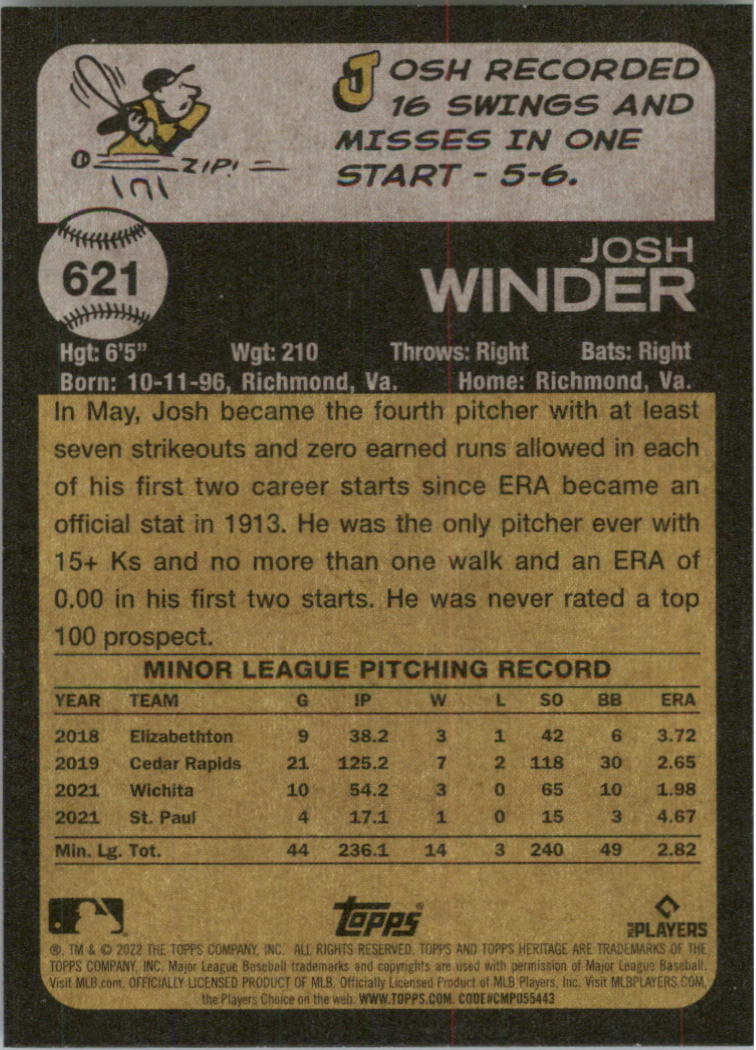 JOSH RECORDED
16 SWINGS AND
MISSES IN ONE
START - 5-6.
ZIP!
621
JOSH
WINDER
Hgt: 6'5" Wgt: 210 Throws: Right Bats: Right
Born: 10-11-96, Richmond, Va. Home: Richmond, Va.
In May, Josh became the fourth pitcher with at least
seven strikeouts and zero earned runs allowed in each
of his first two career starts since ERA became an
official stat in 1913. He was the only pitcher ever with
15+ Ks and no more than one walk and an ERA of
0.00 in his first two starts. He was never rated a top
100 prospect.
MINOR LEAGUE PITCHING RECORD
YEAR TEAM G IP W L SO BB ERA
2018 Elizabethton 9 38.2 3 1 42 6 3.72
2019 Cedar Rapids 21 125.2 7 2 118 30 2.65
2021 Wichita 10 54.2 3 0 65 10 1.98
2021 St. Paul 4 17.1 1 0 15 3 4.67
Min. Lg. Tot. 44 236.1 14 3 240 49 2.82
Topps
MLB PLAYERS
®, TM & © 2022 THE TOPPS COMPANY, INC. ALL RIGHTS RESERVED. TOPPS AND TOPPS HERITAGE ARE TRADEMARKS OF THE
TOPPS COMPANY, INC. Major League Baseball trademarks and copyrights are used with permission of Major League Baseball.
Visit MLB.com. OFFICIALLY LICENSED PRODUCT OF MLB. Officially Licensed Product of MLB Players, Inc. Visit MLBPLAYERS.COM,
the Players Choice on the web. WWW.TOPPS.COM. CODE#CMP055443